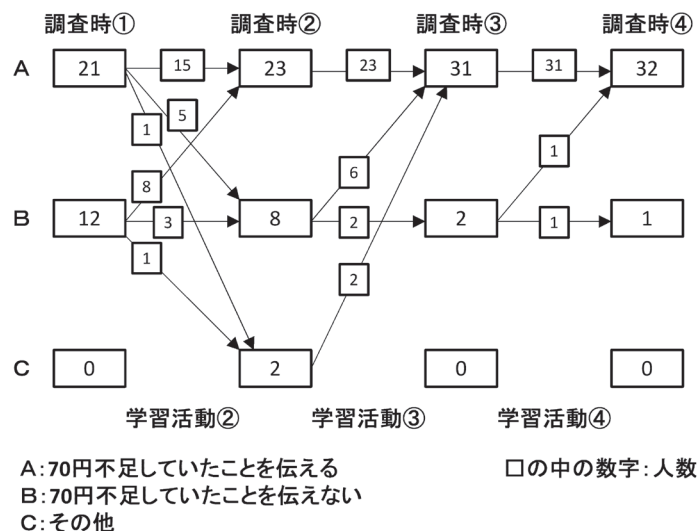 調査時① 調査時② 調査時③ 調査時④
A 21 15 23 23 31 31 32
1 5
8 6 1
B 12 3 8 2 2 1 1
1 2
C 0 2 0 0
学習活動② 学習活動③ 学習活動④
A:70円不足していたことを伝える
B:70円不足していたことを伝えない
C:その他
口の中の数字:人数